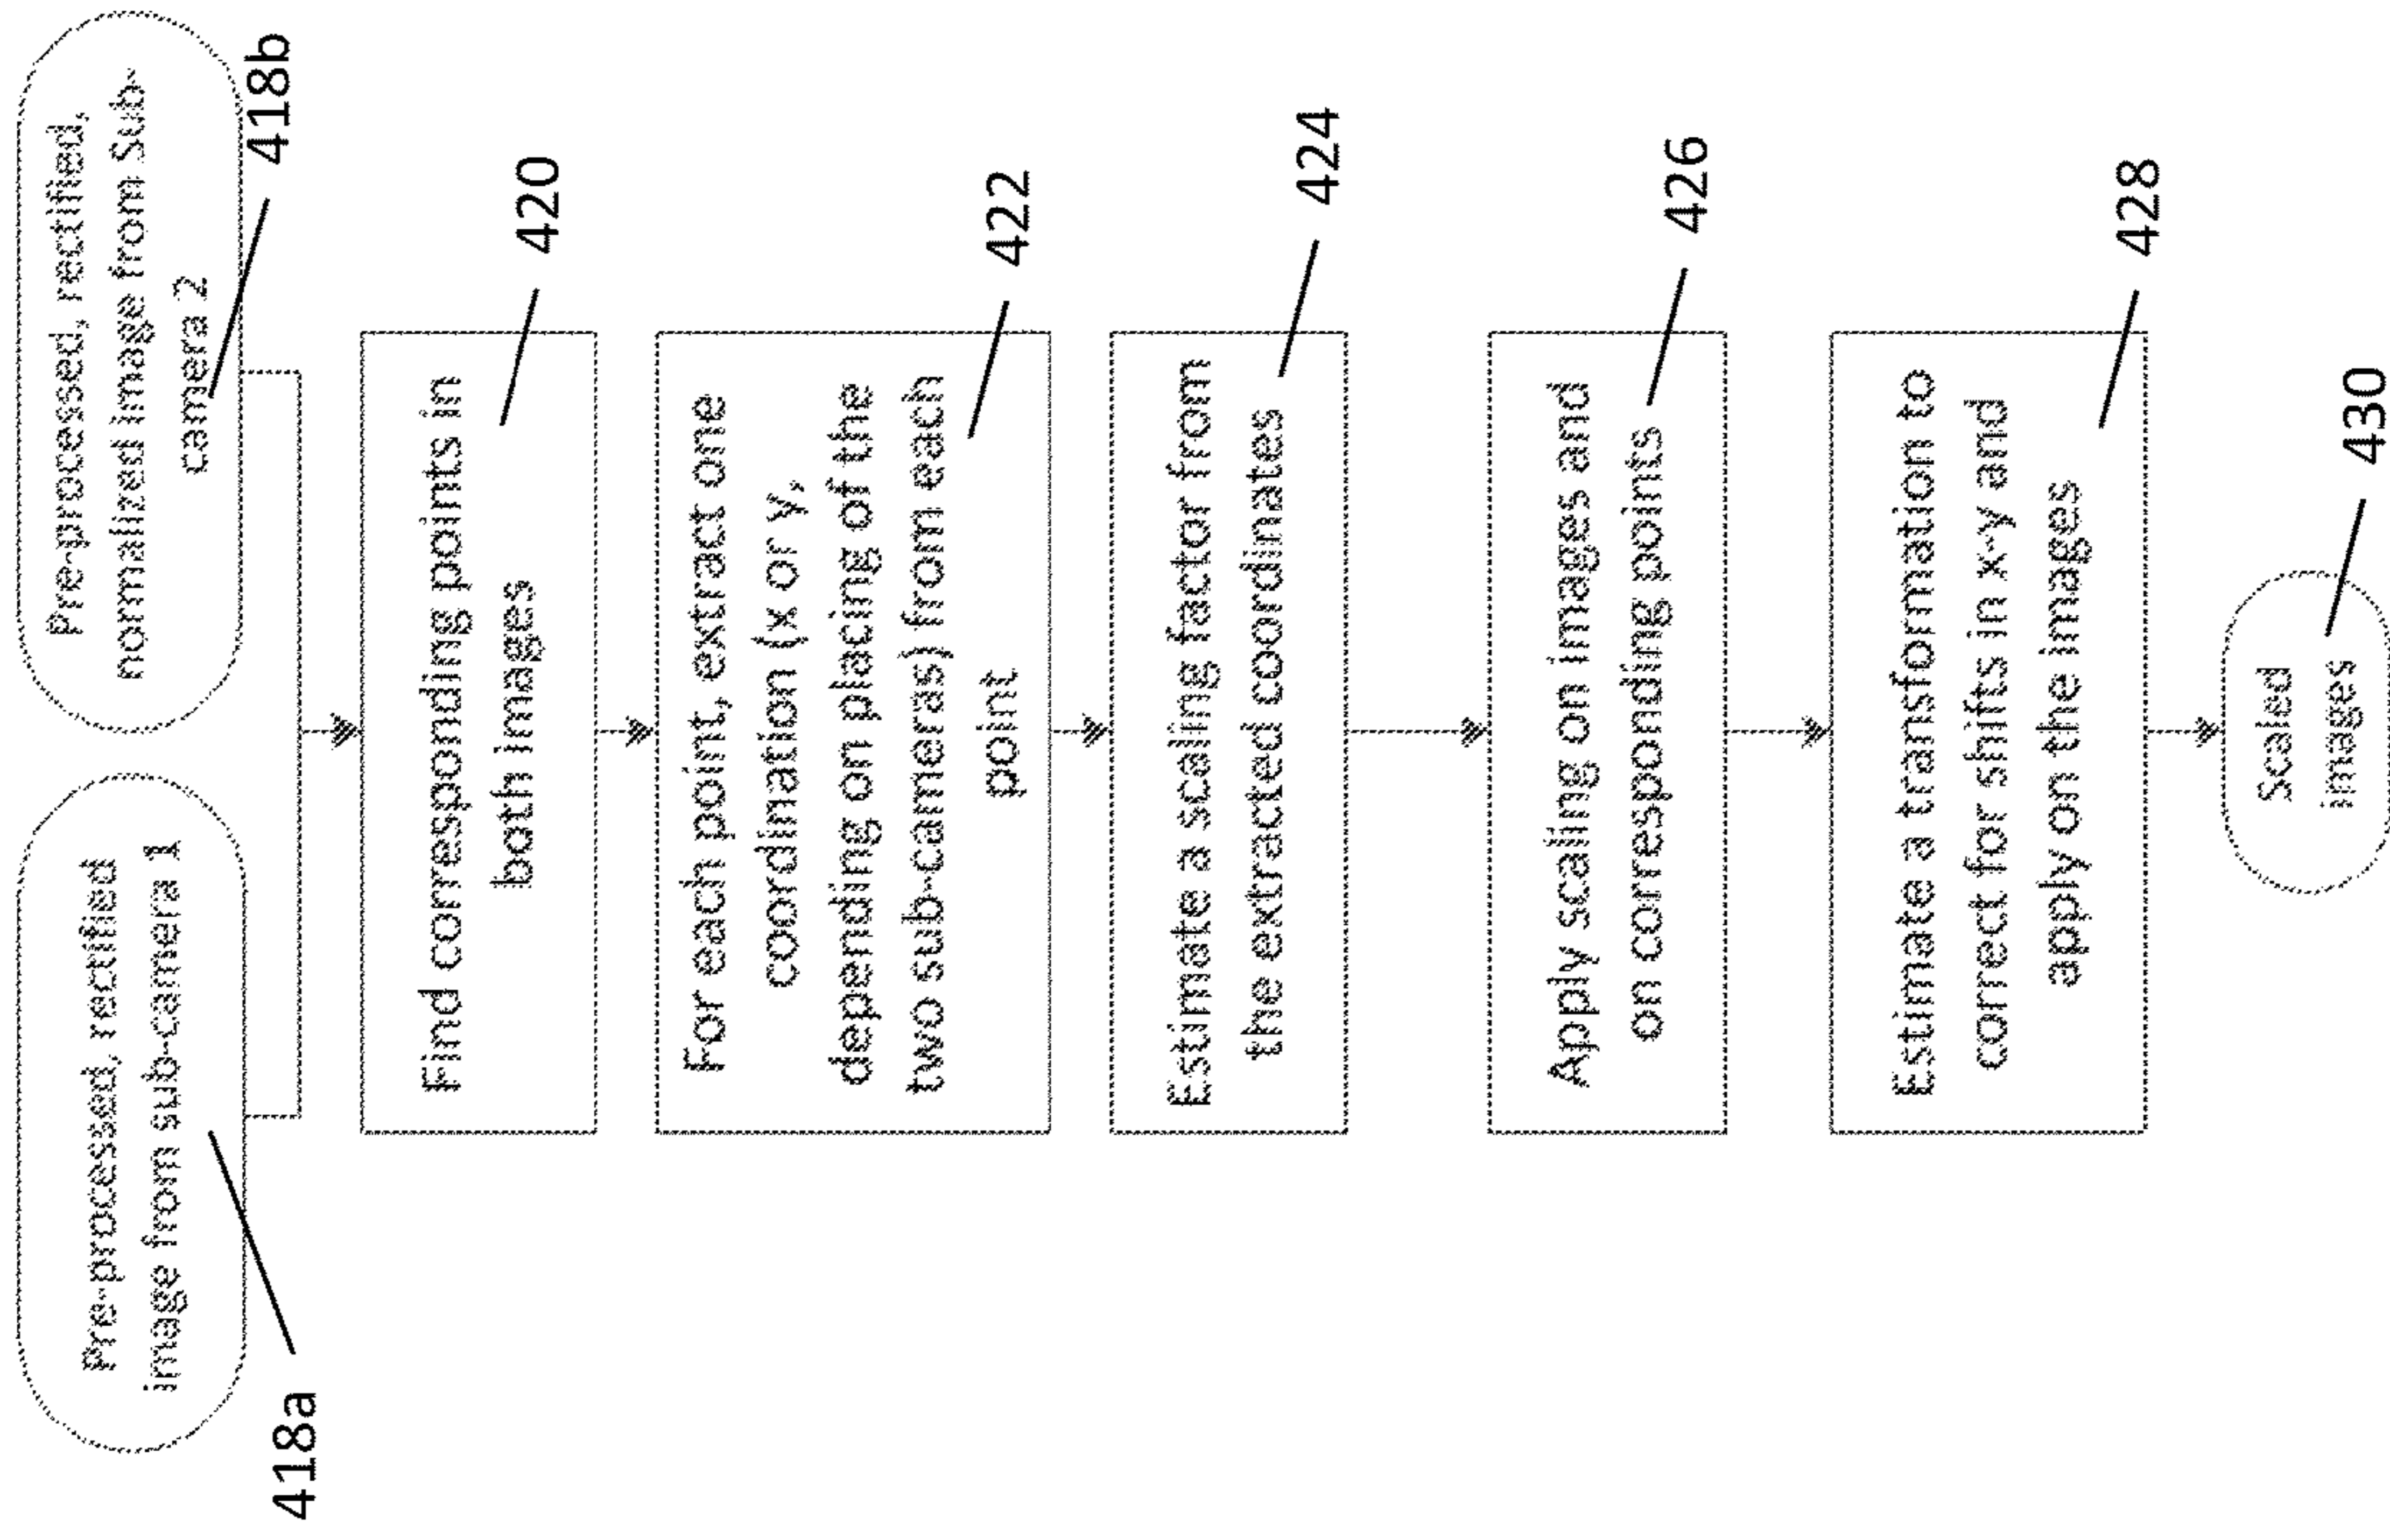 Pre-processed, rectified
image from sub-camera 1
418a
Pre-processed, rectified,
normalized image from Sub-
camera 2
418b
Find corresponding points in
both images
420
For each point, extract one
coordination (x or y,
depending on placing of the
two sub-cameras) from each
point
422
Estimate a scaling factor from
the extracted coordinates
424
Apply scaling on images and
on corresponding points
426
Estimate a transformation to
correct for shifts in x-y and
apply on the images
428
Scaled
images
430